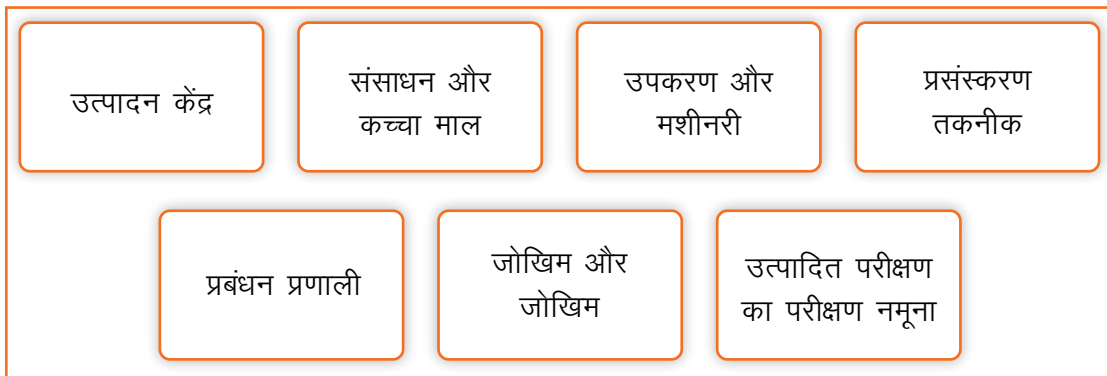 उत्पादन केंद्र
संसाधन और
कच्चा माल
उपकरण और
मशीनरी
प्रसंस्करण
तकनीक
प्रबंधन प्रणाली
जोखिम और
जोखिम
उत्पादित परीक्षण
का परीक्षण नमूना